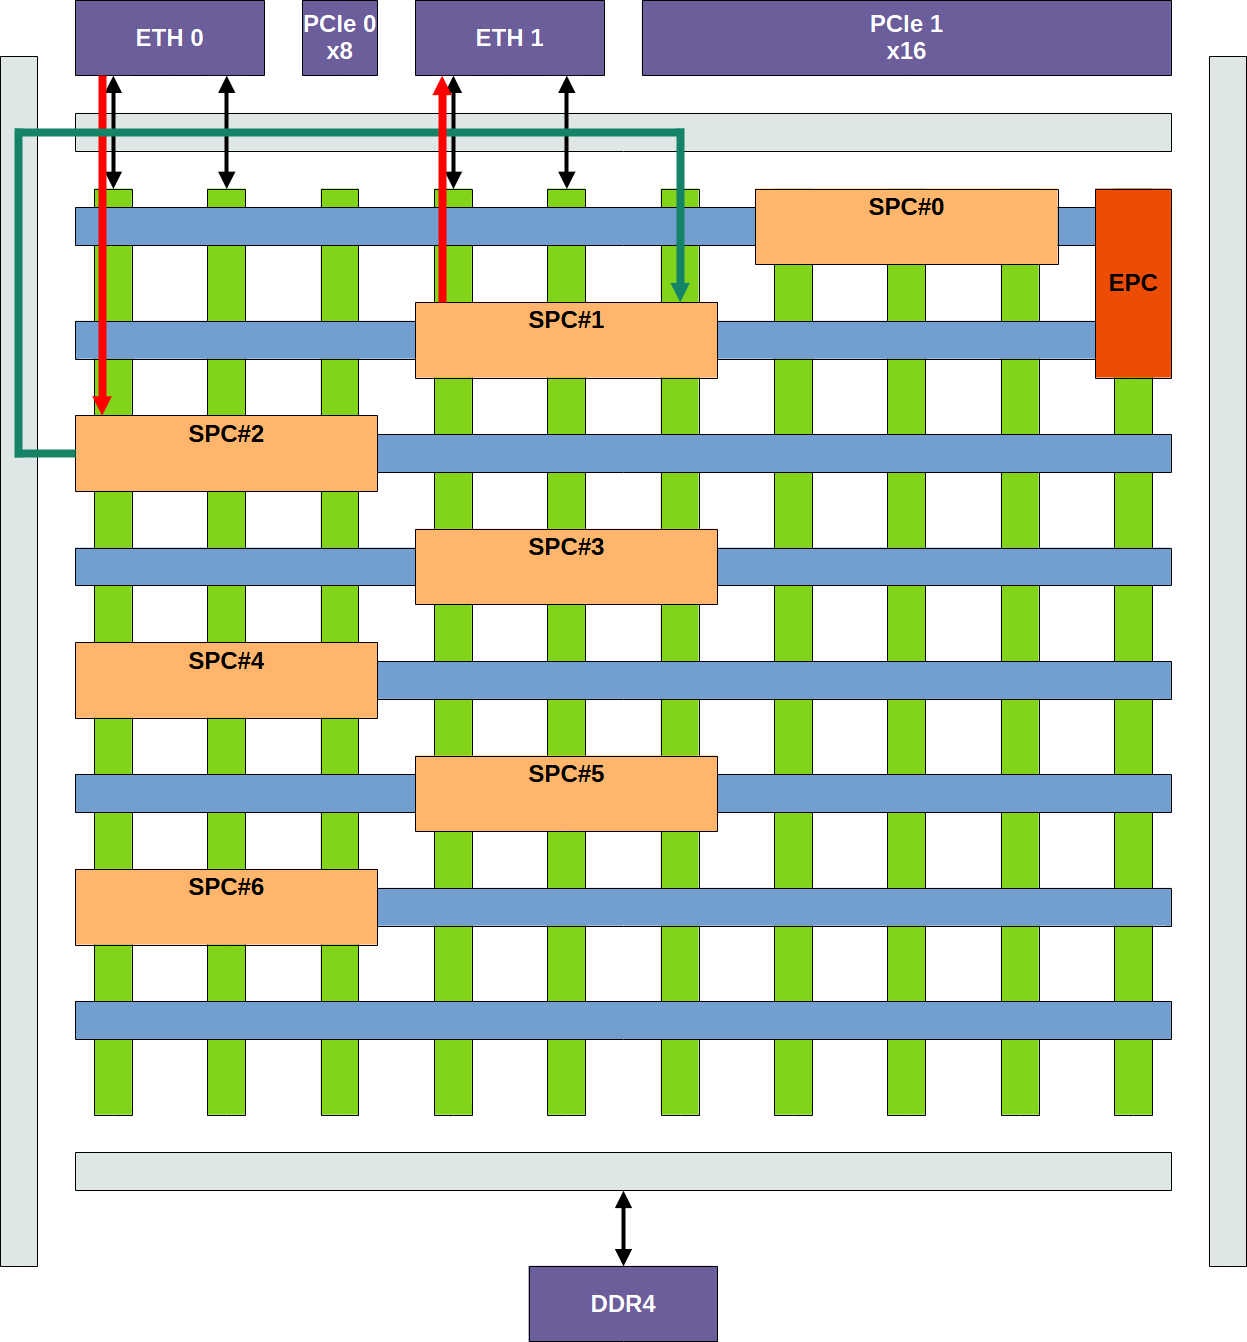 ETH 0
PCIe 0
x8
ETH 1
PCIe 1
x16
SPC#0
EPC
SPC#1
SPC#2
SPC#3
SPC#4
SPC#5
SPC#6
DDR4